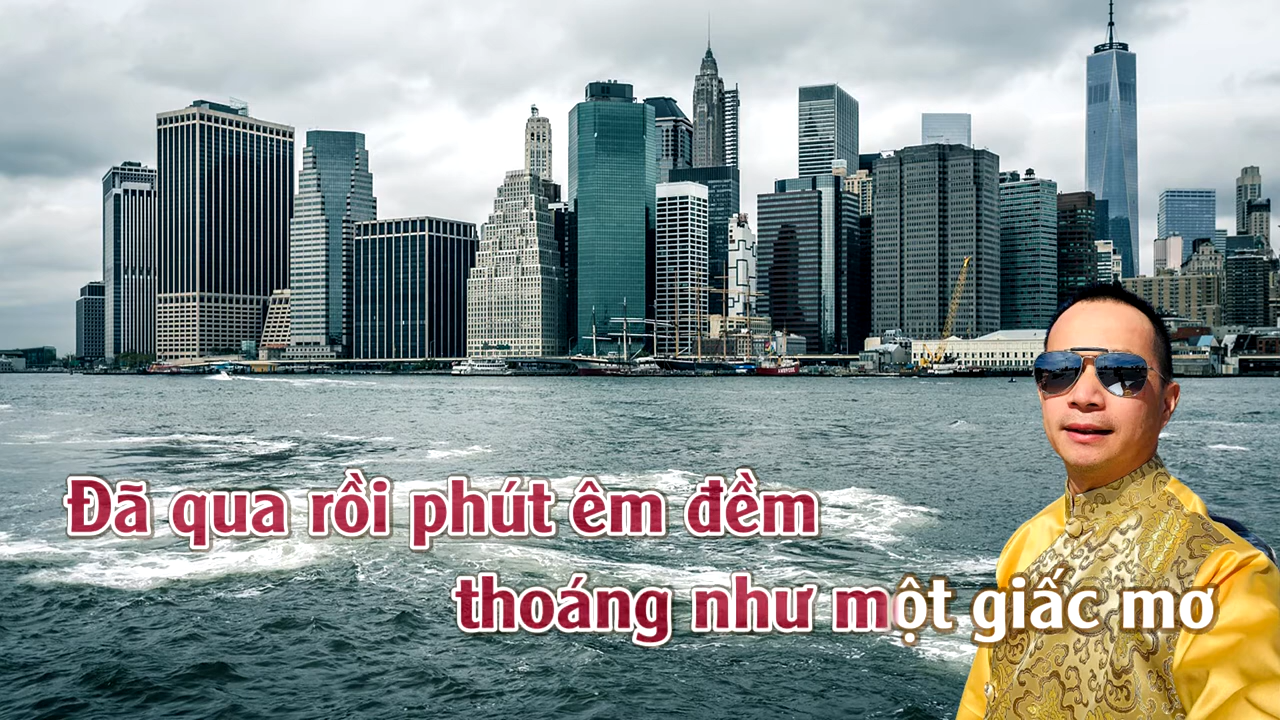 Đã qua rồi phút êm đềm
thoáng như một giấc mơ